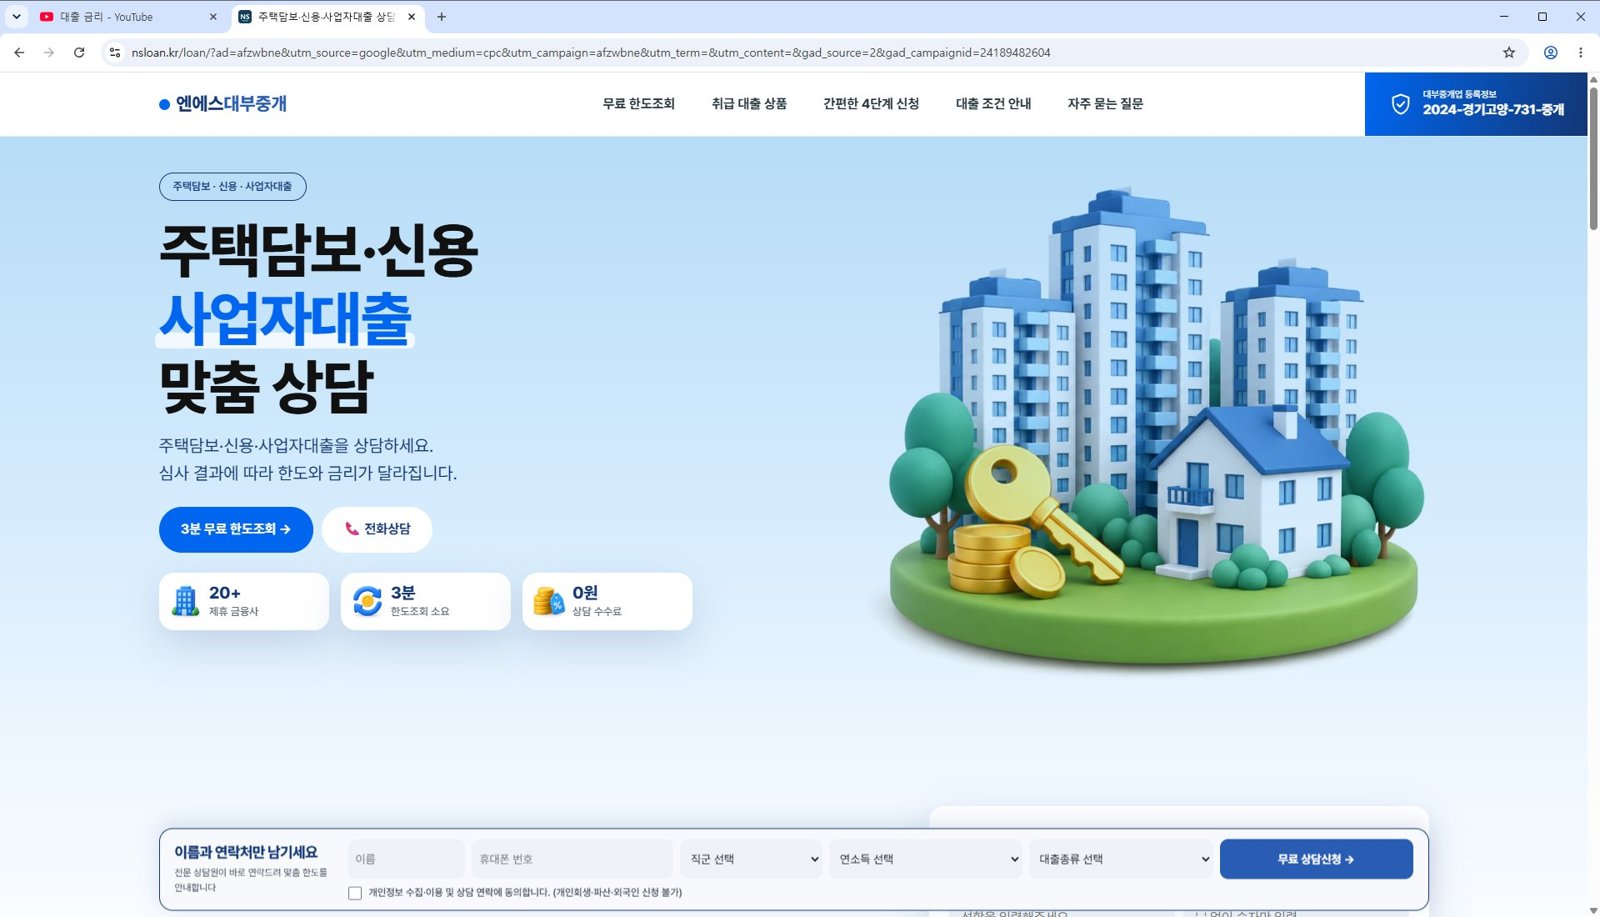 대출 금리 - YouTube
주택담보·신용·사업자대출 상담
nsloan.kr/loan/?ad=afzwbne&utm_source=google&utm_medium=cpc&utm_campaign=afzwbne&utm_term=&utm_content=&gad_source=2&gad_campaignid=24189482604
엔에스대부중개
무료 한도조회
취급 대출 상품
간편한 4단계 신청
대출 조건 안내
자주 묻는 질문
대부중개업 등록정보
2024-경기고양-731-중개
주택담보 · 신용 · 사업자대출
주택담보·신용
사업자대출
맞춤 상담
주택담보·신용·사업자대출을 상담하세요.
심사 결과에 따라 한도와 금리가 달라집니다.
3분 무료 한도조회 →
전화상담
20+
제휴 금융사
3분
한도조회 소요
0원
상담 수수료
%
이름과 연락처만 남기세요
전문 상담원이 바로 연락드려 맞춤 한도를
안내합니다
이름
휴대폰 번호
직군 선택
연소득 선택
대출종류 선택
무료 상담신청 →
개인정보 수집·이용 및 상담 연락에 동의합니다. (개인회생·파산·외국인 신청 불가)
NS